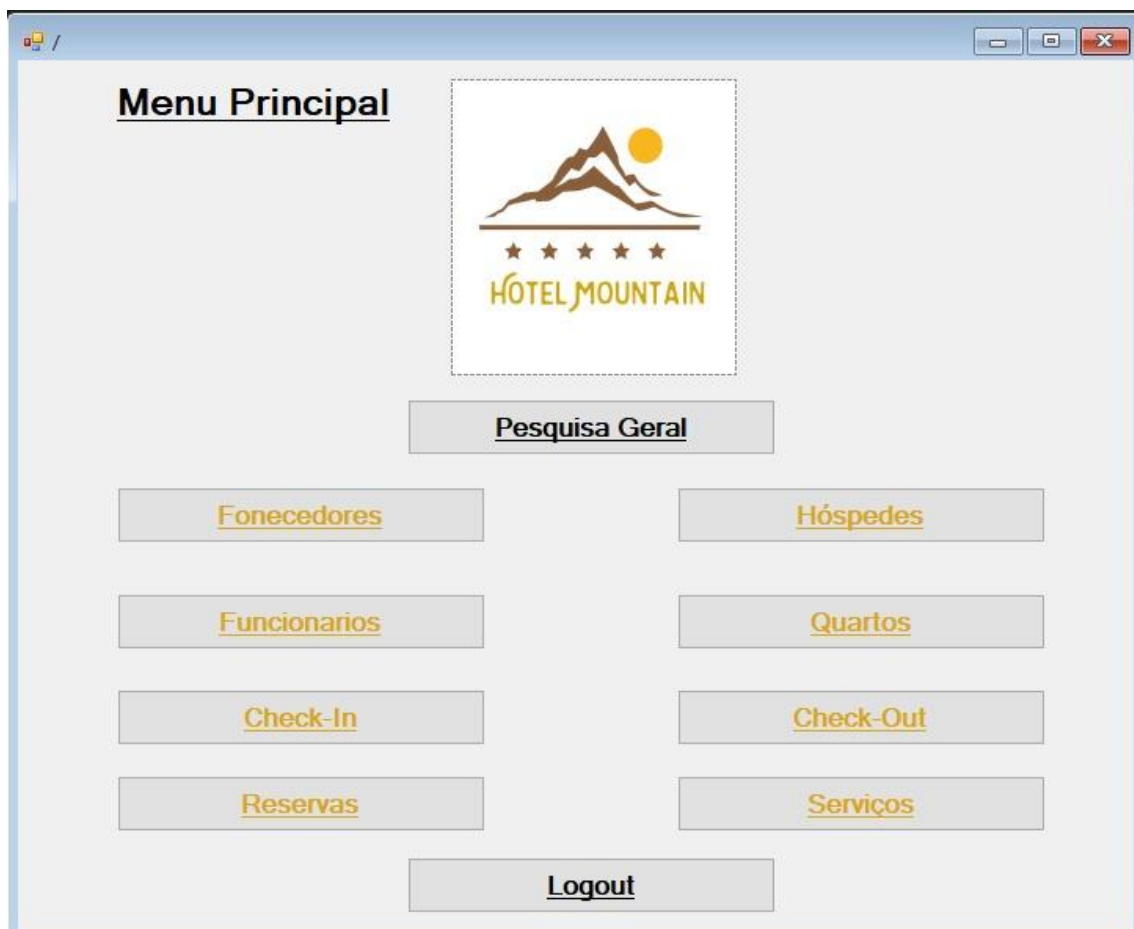 /
Menu Principal
HOTEL MOUNTAIN
Pesquisa Geral
Fonecedores
Hóspedes
Funcionarios
Quartos
Check-In
Check-Out
Reservas
Serviços
Logout